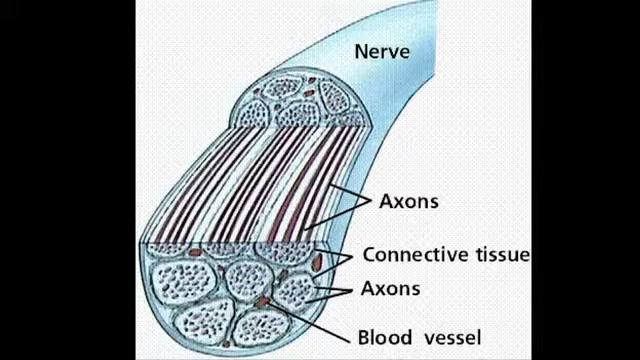 Nerve
Axons
Connective tissue
Axons
Blood vessel